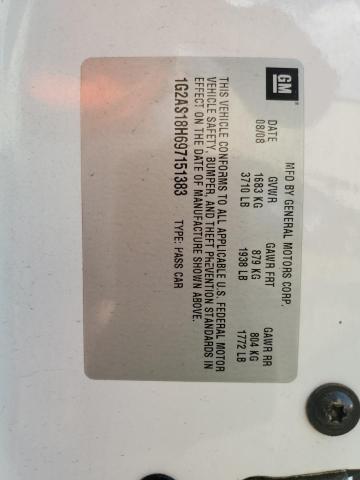 GM
MFD BY GENERAL MOTORS CORP.
DATE GVWR GAWR FRT GAWR RR
08/08 1683 KG 879 KG 804 KG
3710 LB 1938 LB 1772 LB
THIS VEHICLE CONFORMS TO ALL APPLICABLE U.S. FEDERAL MOTOR
VEHICLE SAFETY, BUMPER, AND THEFT PREVENTION STANDARDS IN
EFFECT ON THE DATE OF MANUFACTURE SHOWN ABOVE.
1G2AS18H697151383 TYPE: PASS CAR